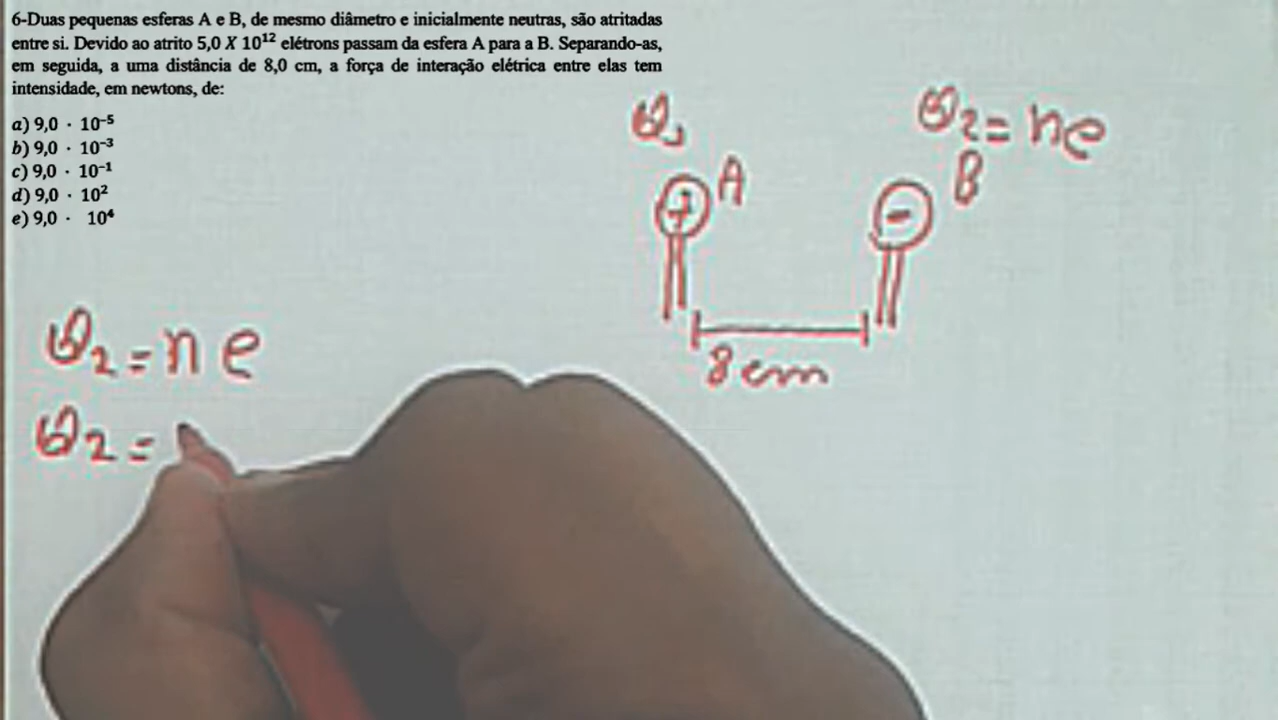 6-Duas pequenas esferas A e B, de mesmo diâmetro e inicialmente neutras, são atritadas
entre si. Devido ao atrito 5,0 X 10¹² elétrons passam da esfera A para a B. Separando-as,
em seguida, a uma distância de 8,0 cm, a força de interação elétrica entre elas tem
intensidade, em newtons, de:
a) 9,0 · 10⁻⁵
b) 9,0 · 10⁻³
c) 9,0 · 10⁻¹
d) 9,0 · 10²
e) 9,0 · 10⁴
Q₁
Q₂ = ne
A
B
+
-
8 cm
Q₂ = n e
Q₂ =